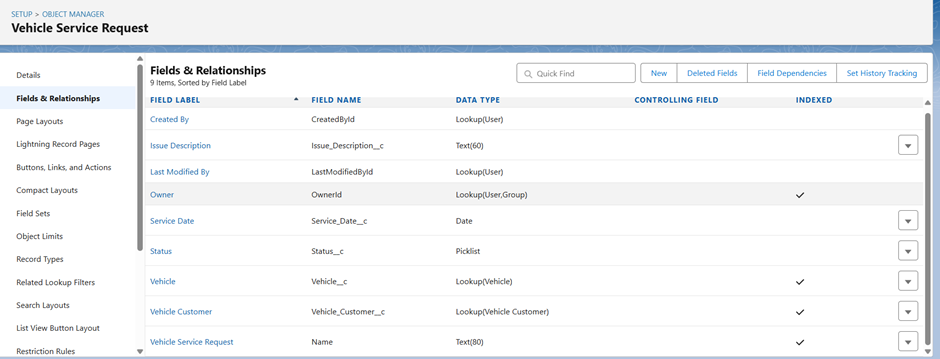 SETUP > OBJECT MANAGER
Vehicle Service Request
Details
Fields & Relationships
Page Layouts
Lightning Record Pages
Buttons, Links, and Actions
Compact Layouts
Field Sets
Object Limits
Record Types
Related Lookup Filters
Search Layouts
List View Button Layout
Restriction Rules
Fields & Relationships
9 Items, Sorted by Field Label
Quick Find
New
Deleted Fields
Field Dependencies
Set History Tracking
FIELD LABEL FIELD NAME DATA TYPE CONTROLLING FIELD INDEXED
Created By CreatedById Lookup(User)
Issue Description Issue_Description__c Text(60)
Last Modified By LastModifiedById Lookup(User)
Owner OwnerId Lookup(User,Group)
Service Date Service_Date__c Date
Status Status__c Picklist
Vehicle Vehicle__c Lookup(Vehicle)
Vehicle Customer Vehicle_Customer__c Lookup(Vehicle Customer)
Vehicle Service Request Name Text(80)